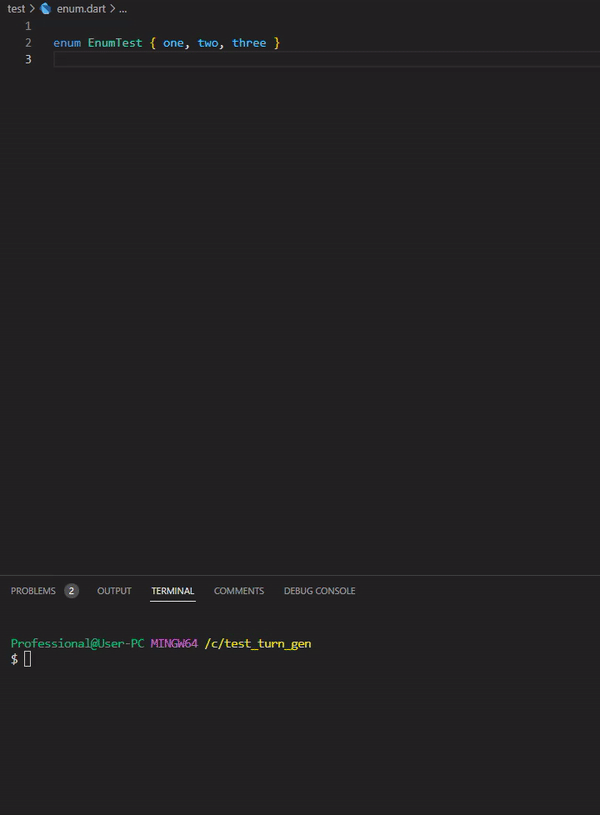 test > enum.dart > ...
1
2 enum EnumTest { one, two, three }
3
PROBLEMS 2 OUTPUT TERMINAL COMMENTS DEBUG CONSOLE
Professional@User-PC MINGW64 /c/test_turn_gen
$